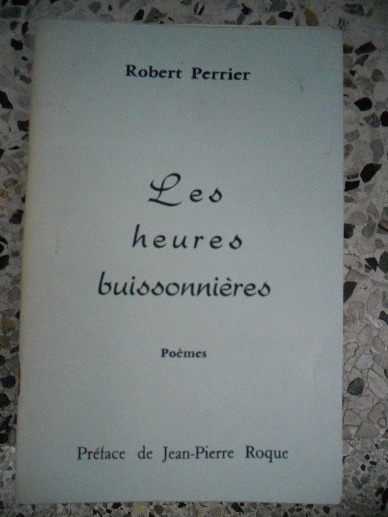 Robert Perrier
Les
heures
buissonnières
Poèmes
Préface de Jean-Pierre Roque